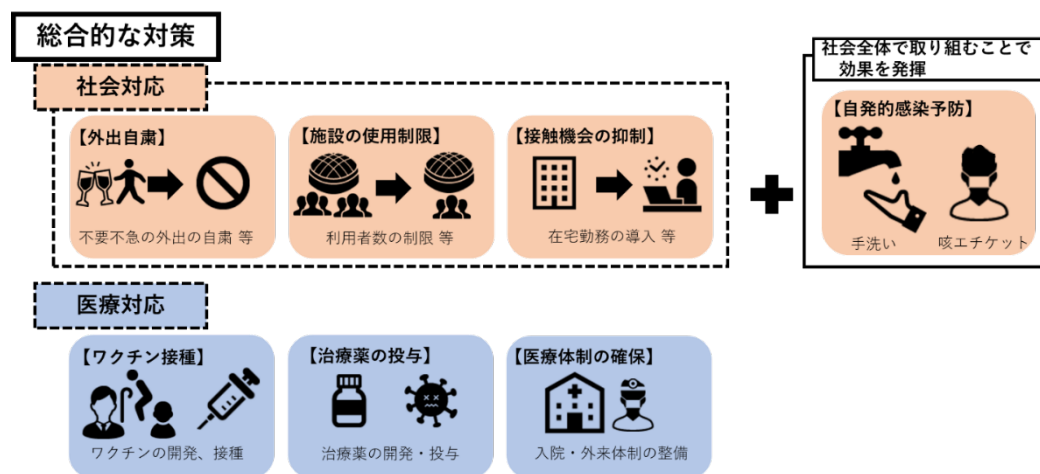 総合的な対策
社会対応
【外出自粛】
不要不急の外出の自粛 等
【施設の使用制限】
利用者数の制限 等
【接触機会の抑制】
在宅勤務の導入 等
社会全体で取り組むことで
効果を発揮
【自発的感染予防】
手洗い
咳エチケット
医療対応
【ワクチン接種】
ワクチンの開発、接種
【治療薬の投与】
治療薬の開発・投与
【医療体制の確保】
入院・外来体制の整備